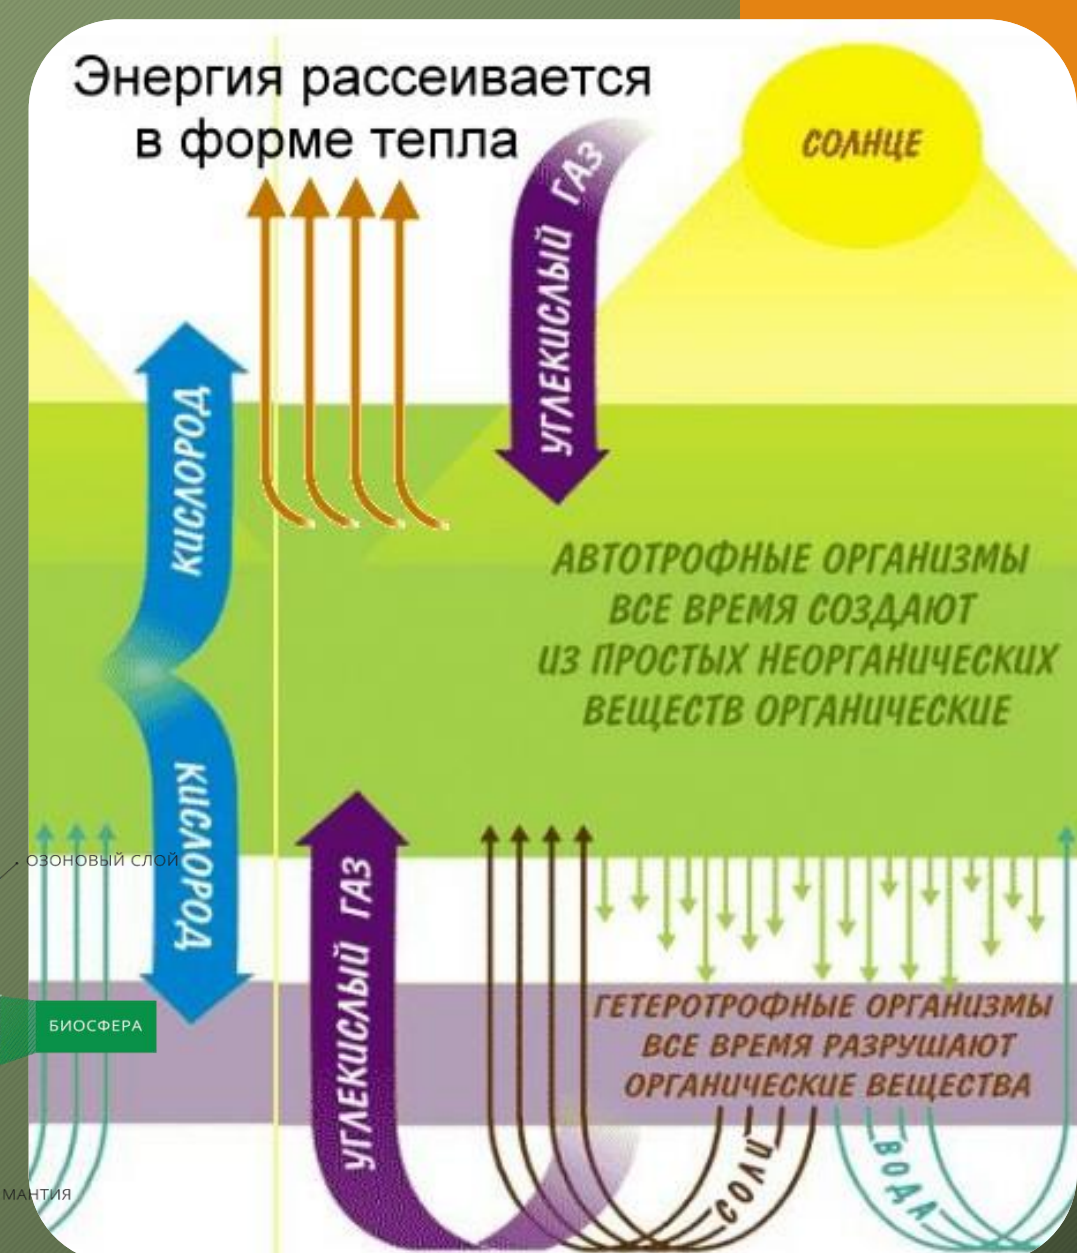 Энергия рассеивается
в форме тепла
СОЛНЦЕ
УГЛЕКИСЛЫЙ ГАЗ
КИСЛОРОД
АВТОТРОФНЫЕ ОРГАНИЗМЫ
ВСЕ ВРЕМЯ СОЗДАЮТ
ИЗ ПРОСТЫХ НЕОРГАНИЧЕСКИХ
ВЕЩЕСТВ ОРГАНИЧЕСКИЕ
КИСЛОРОД
ОЗОНОВЫЙ СЛОЙ
УГЛЕКИСЛЫЙ ГАЗ
ГЕТЕРОТРОФНЫЕ ОРГАНИЗМЫ
ВСЕ ВРЕМЯ РАЗРУШАЮТ
ОРГАНИЧЕСКИЕ ВЕЩЕСТВА
БИОСФЕРА
СОЛИ
ВОДА
МАНТИЯ